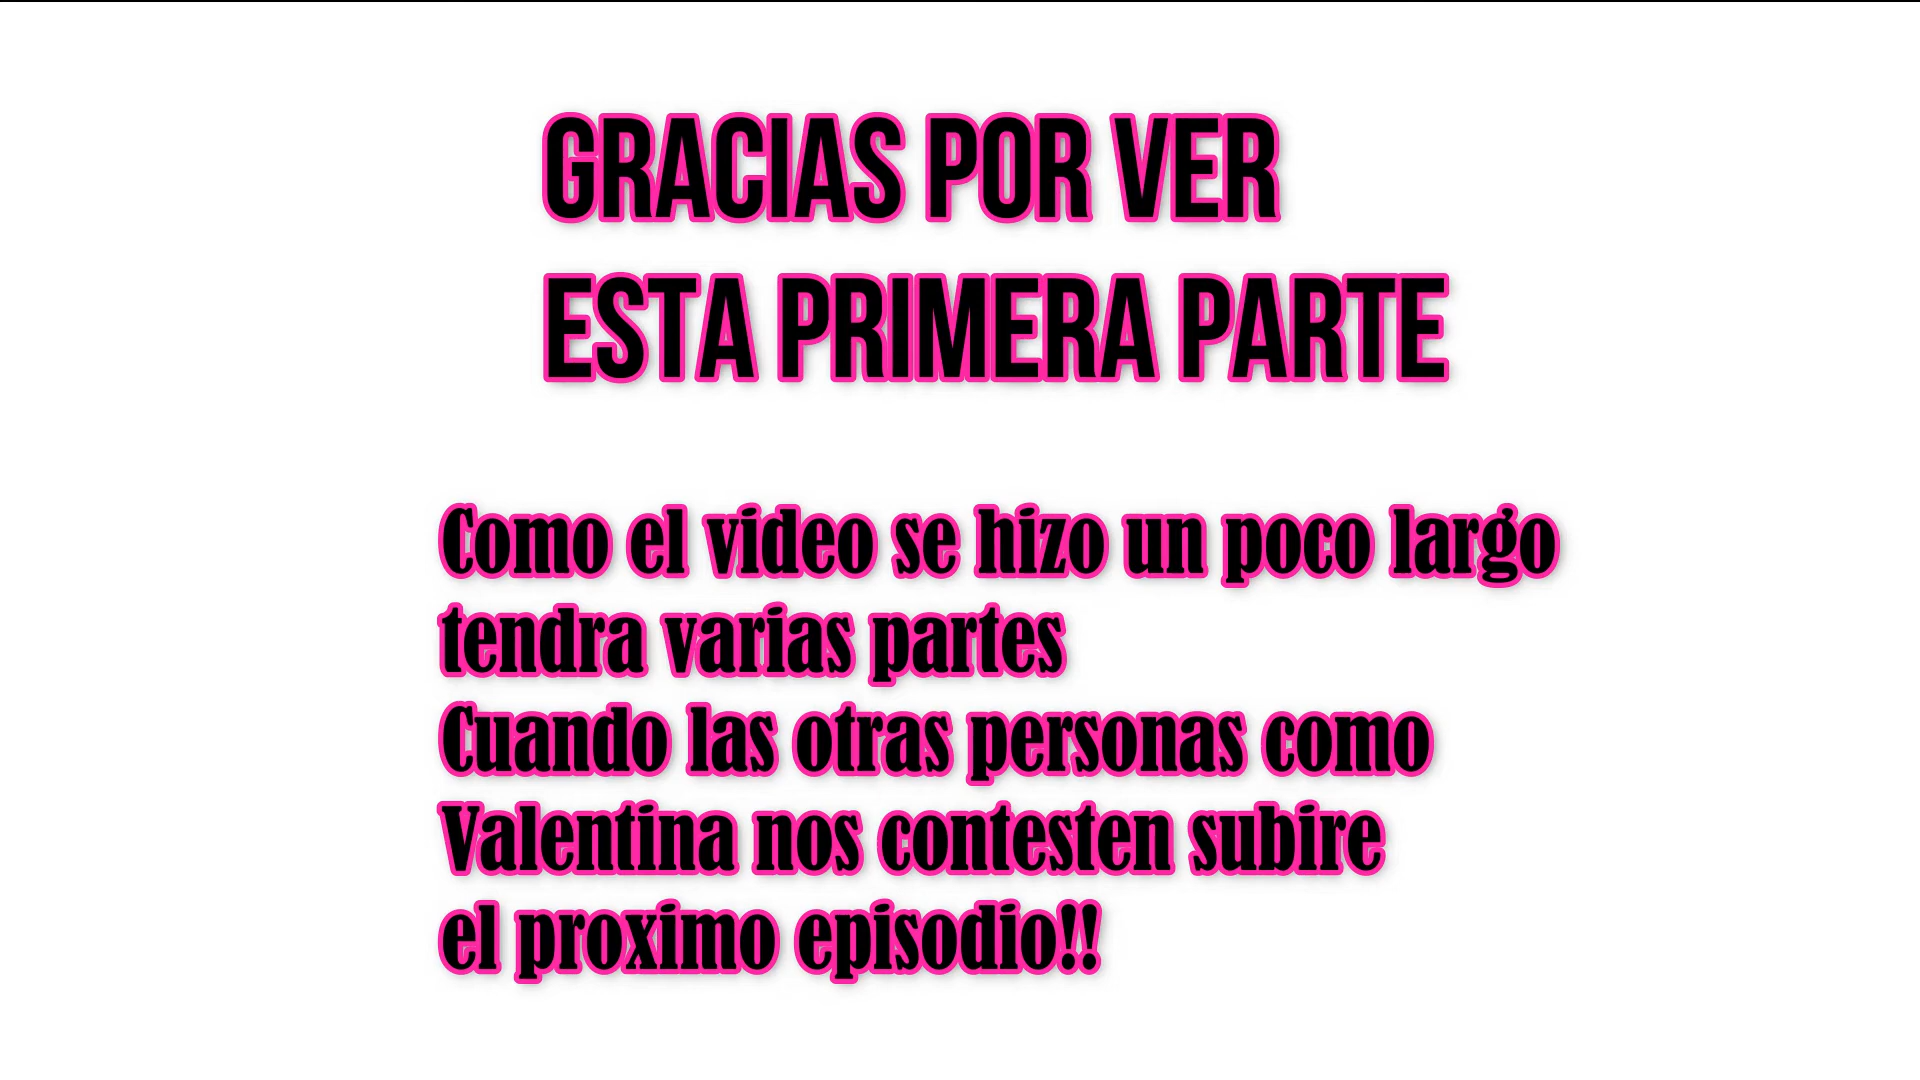 GRACIAS POR VER
ESTA PRIMERA PARTE
Como el video se hizo un poco largo
tendra varias partes
Cuando las otras personas como
Valentina nos contesten subire
el proximo episodio!!